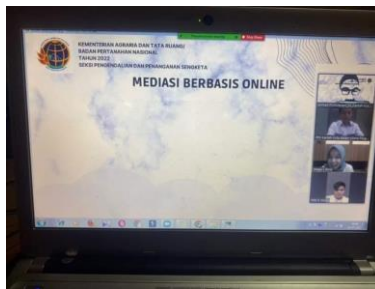 KEMENTERIAN AGRARIA DAN TATA RUANG/
BADAN PERTANAHAN NASIONAL
TAHUN 2022
SEKSI PENGENDALIAN DAN PENANGANAN SENGKETA
MEDIASI BERBASIS ONLINE